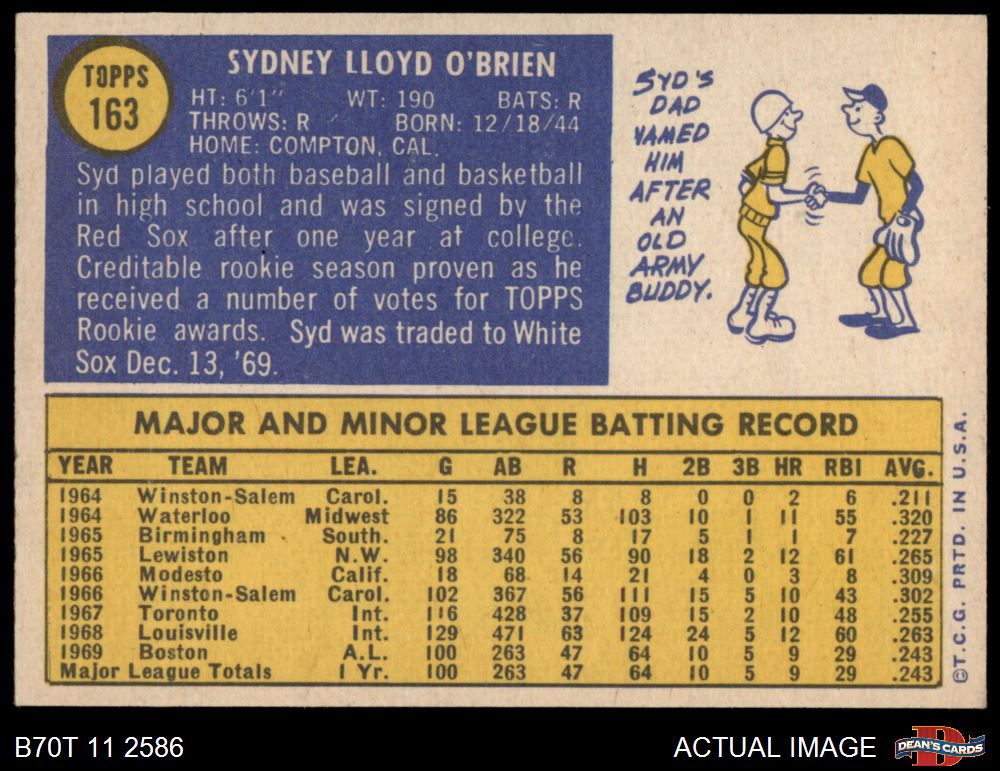 TOPPS
163
SYDNEY LLOYD O'BRIEN
HT: 6'1" WT: 190 BATS: R
THROWS: R BORN: 12/18/44
HOME: COMPTON, CAL.
Syd played both baseball and basketball
in high school and was signed by the
Red Sox after one year at college.
Creditable rookie season proven as he
received a number of votes for TOPPS
Rookie awards. Syd was traded to White
Sox Dec. 13, '69.
SYD'S
DAD
NAMED
HIM
AFTER
AN
OLD
ARMY
BUDDY.
MAJOR AND MINOR LEAGUE BATTING RECORD
YEAR TEAM LEA. G AB R H 2B 3B HR RBI AVG.
1964 Winston-Salem Carol. 15 38 8 8 0 0 2 6 .211
1964 Waterloo Midwest 86 322 53 103 10 1 11 55 .320
1965 Birmingham South. 21 75 8 17 5 1 1 7 .227
1965 Lewiston N.W. 98 340 56 90 18 2 12 61 .265
1966 Modesto Calif. 18 68 14 21 4 0 3 8 .309
1966 Winston-Salem Carol. 102 367 56 111 15 5 10 43 .302
1967 Toronto Int. 116 428 37 109 15 2 10 48 .255
1968 Louisville Int. 129 471 63 124 24 5 12 60 .263
1969 Boston A.L. 100 263 47 64 10 5 9 29 .243
Major League Totals 1 Yr. 100 263 47 64 10 5 9 29 .243
©T.C.G. PRTD. IN U.S.A.
B70T 11 2586
ACTUAL IMAGE
D
DEAN'S CARDS